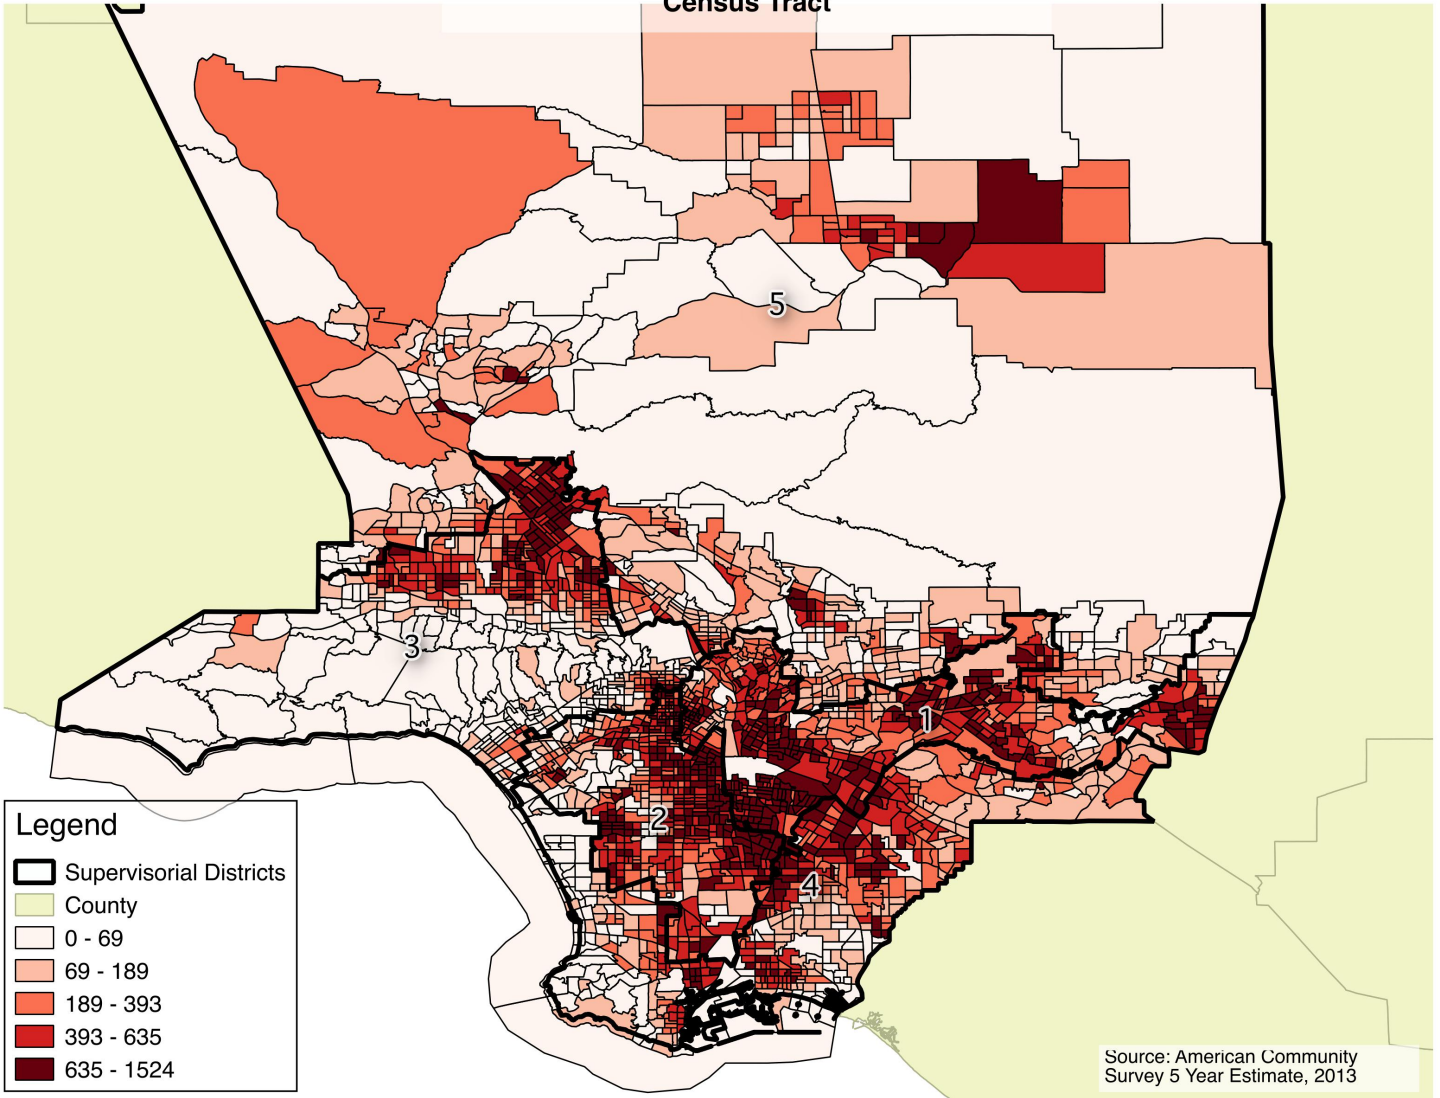 Census Tract
5
3
1
2
4
Legend
Supervisorial Districts
County
0 - 69
69 - 189
189 - 393
393 - 635
635 - 1524
Source: American Community
Survey 5 Year Estimate, 2013